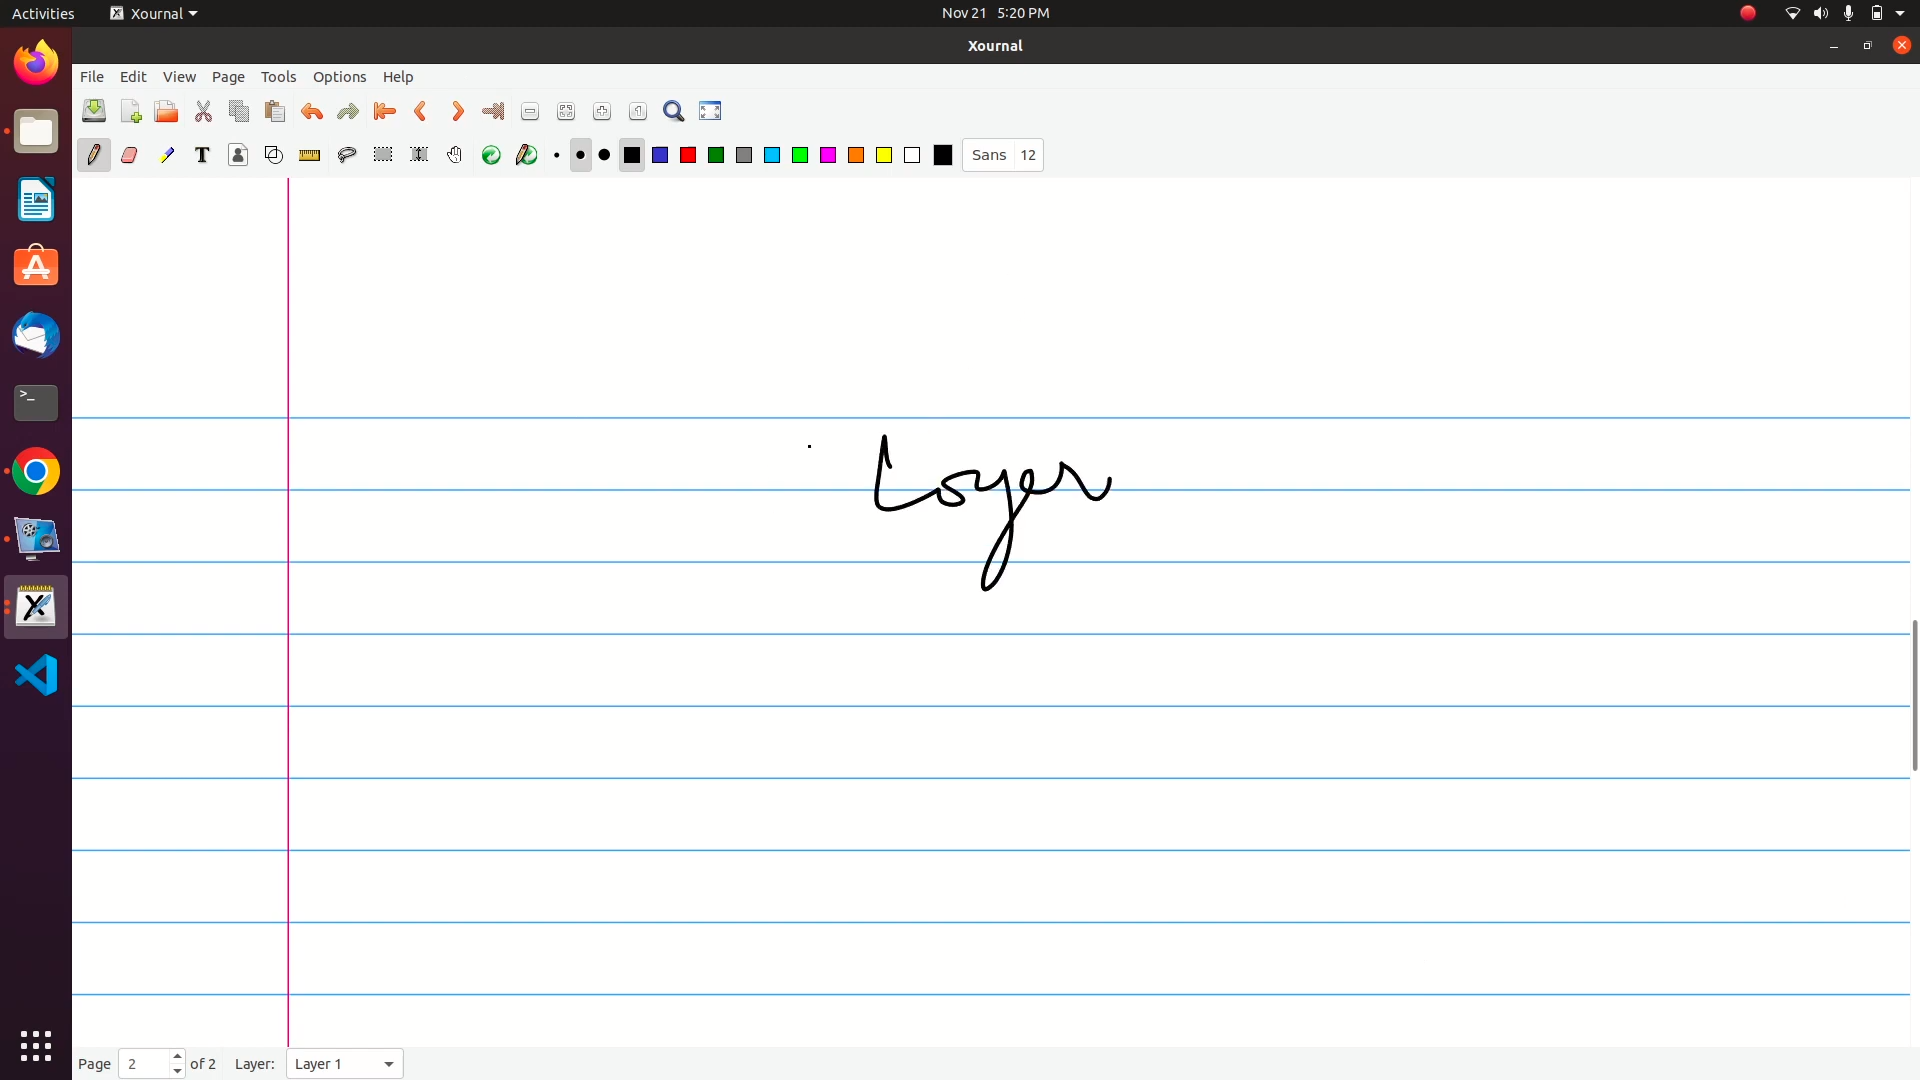 Activities Xournal Nov 21 5:20 PM
Xournal
File Edit View Page Tools Options Help
T Sans 12
Layer
Page 2 of 2 Layer: Layer 1